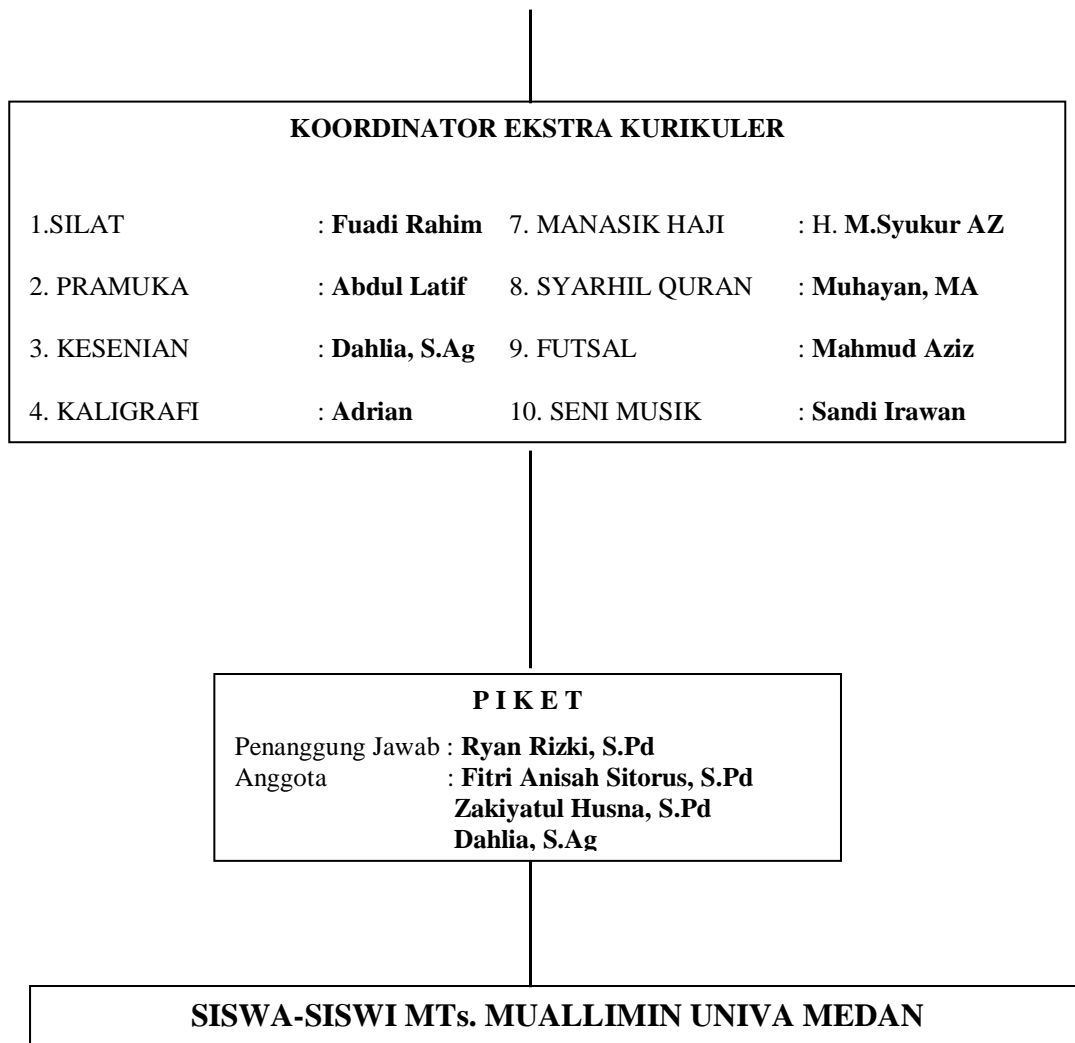 KOORDINATOR EKSTRA KURIKULER
1.SILAT : Fuadi Rahim 7. MANASIK HAJI : H. M.Syukur AZ
2. PRAMUKA : Abdul Latif 8. SYARHIL QURAN : Muhayan, MA
3. KESENIAN : Dahlia, S.Ag 9. FUTSAL : Mahmud Aziz
4. KALIGRAFI : Adrian 10. SENI MUSIK : Sandi Irawan
P I K E T
Penanggung Jawab : Ryan Rizki, S.Pd
Anggota : Fitri Anisah Sitorus, S.Pd
Zakiyatul Husna, S.Pd
Dahlia, S.Ag
SISWA-SISWI MTs. MUALLIMIN UNIVA MEDAN